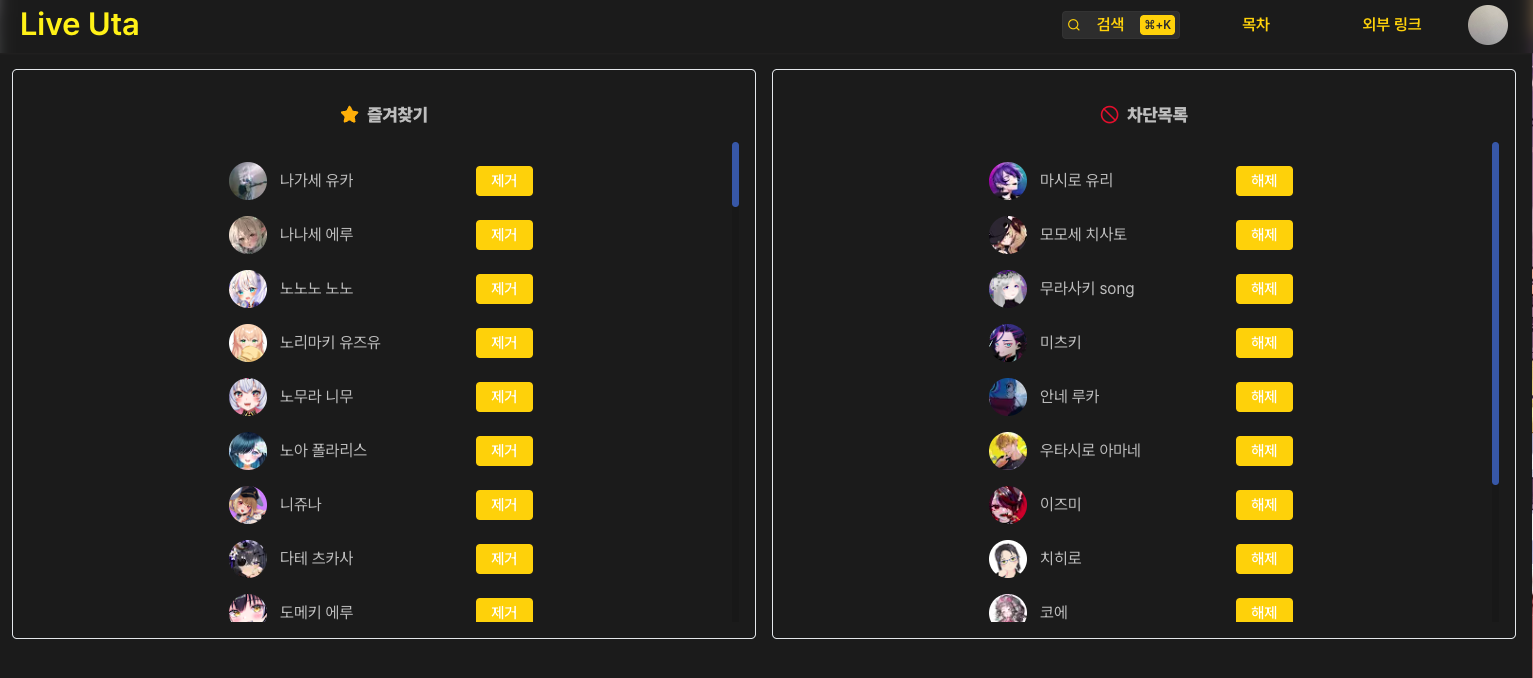 Live Uta
검색 ⌘+K 목차 외부 링크
즐겨찾기
나가세 유카 제거
나나세 에루 제거
노노노 노노 제거
노리마키 유즈유 제거
노무라 니무 제거
노아 폴라리스 제거
니쥬나 제거
다테 츠카사 제거
도메키 에루 제거
차단목록
마시로 유리 해제
모모세 치사토 해제
무라사키 song 해제
미츠키 해제
안네 루카 해제
우타시로 아마네 해제
이즈미 해제
치히로 해제
코에 해제